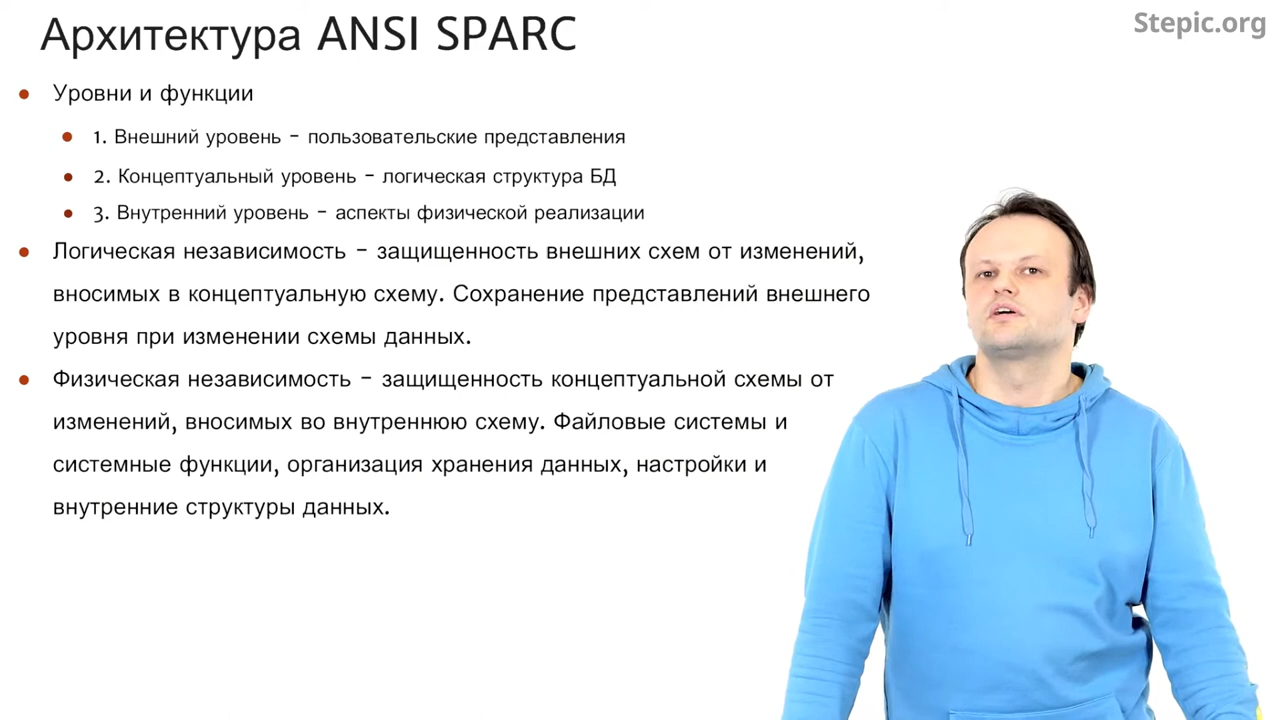 Архитектура ANSI SPARC
Stepic.org
• Уровни и функции
• 1. Внешний уровень – пользовательские представления
• 2. Концептуальный уровень – логическая структура БД
• 3. Внутренний уровень – аспекты физической реализации
• Логическая независимость – защищенность внешних схем от изменений,
вносимых в концептуальную схему. Сохранение представлений внешнего
уровня при изменении схемы данных.
• Физическая независимость – защищенность концептуальной схемы от
изменений, вносимых во внутреннюю схему. Файловые системы и
системные функции, организация хранения данных, настройки и
внутренние структуры данных.